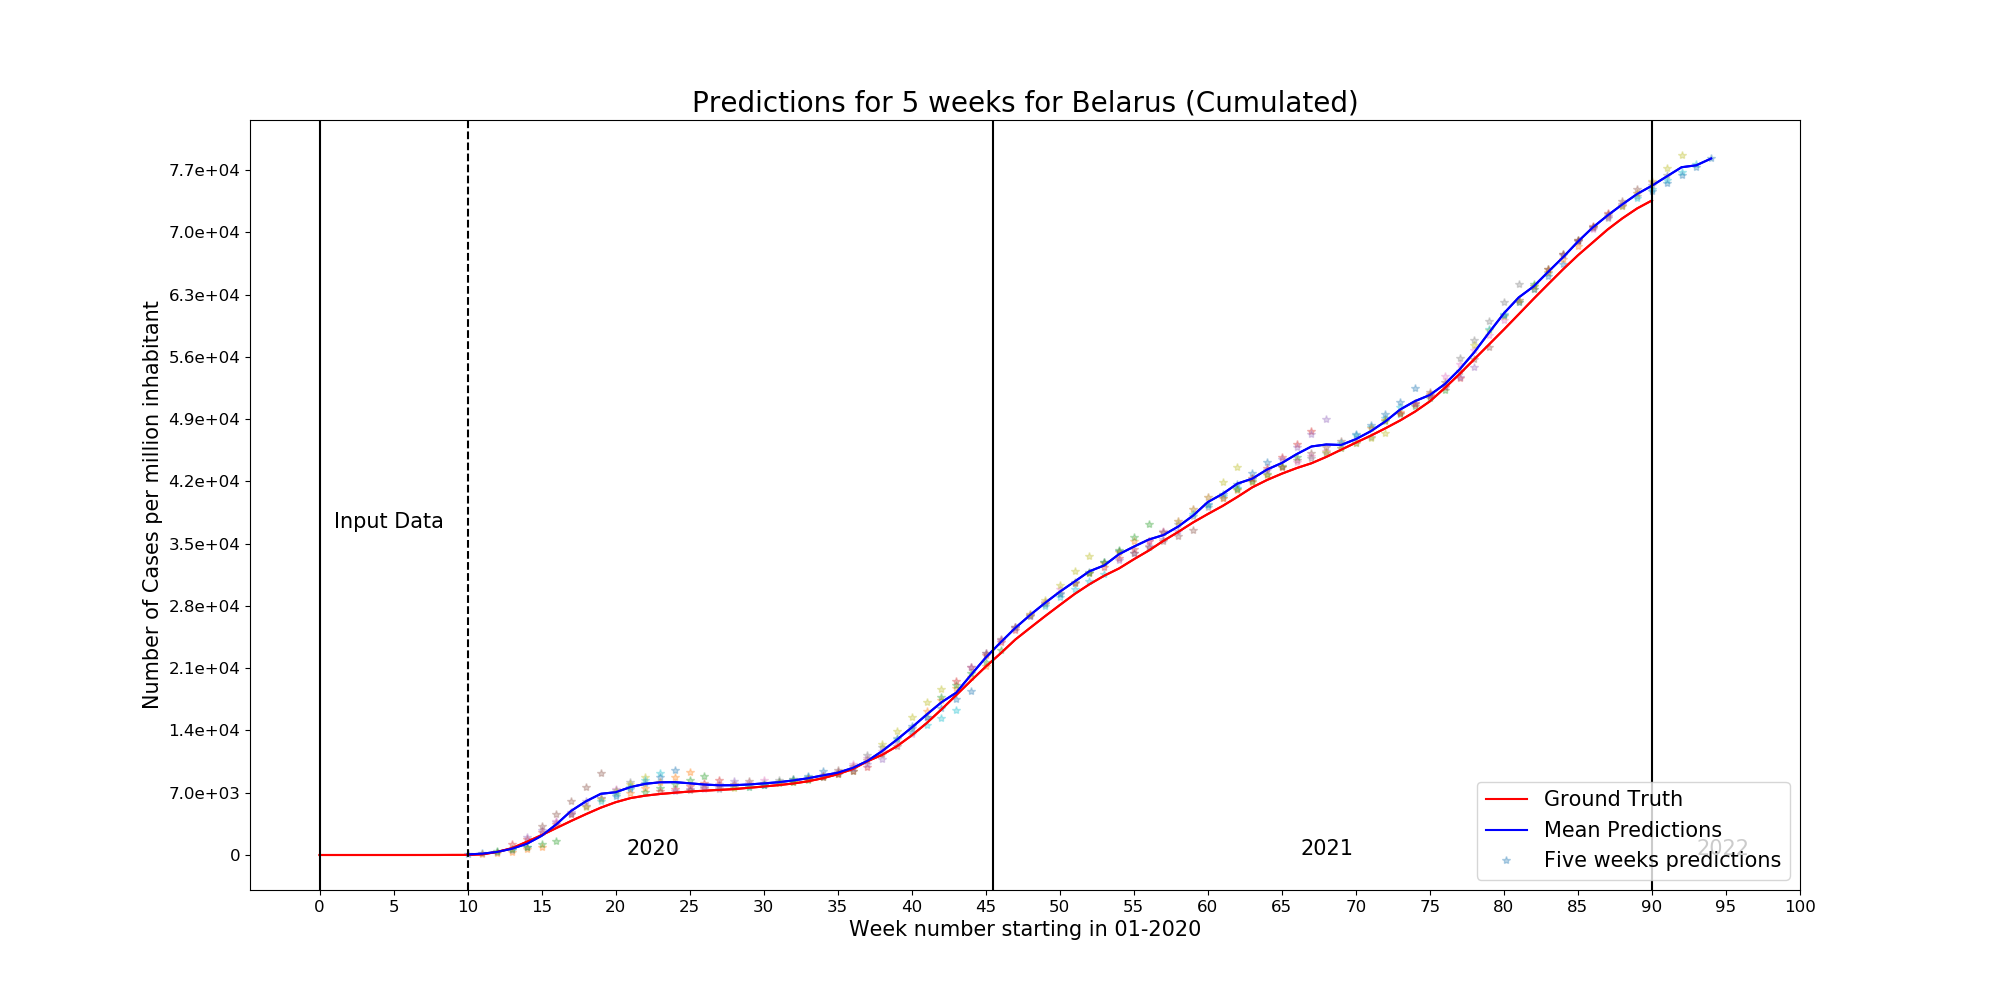 Predictions for 5 weeks for Belarus (Cumulated)
Number of Cases per million inhabitant
7.7e+04
7.0e+04
6.3e+04
5.6e+04
4.9e+04
4.2e+04
3.5e+04
2.8e+04
2.1e+04
1.4e+04
7.0e+03
0
Input Data
2020
2021
2022
Ground Truth
Mean Predictions
Five weeks predictions
0 5 10 15 20 25 30 35 40 45 50 55 60 65 70 75 80 85 90 95 100
Week number starting in 01-2020